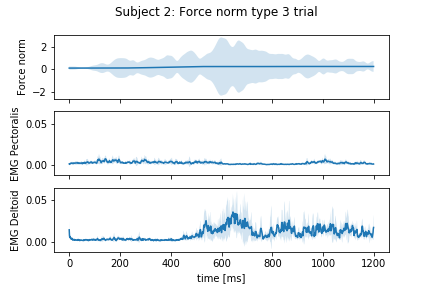 Subject 2: Force norm type 3 trial
Force norm
2
0
−2
EMG Pectoralis
0.05
0.00
EMG Deltoid
0.05
0.00
0 200 400 600 800 1000 1200
time [ms]